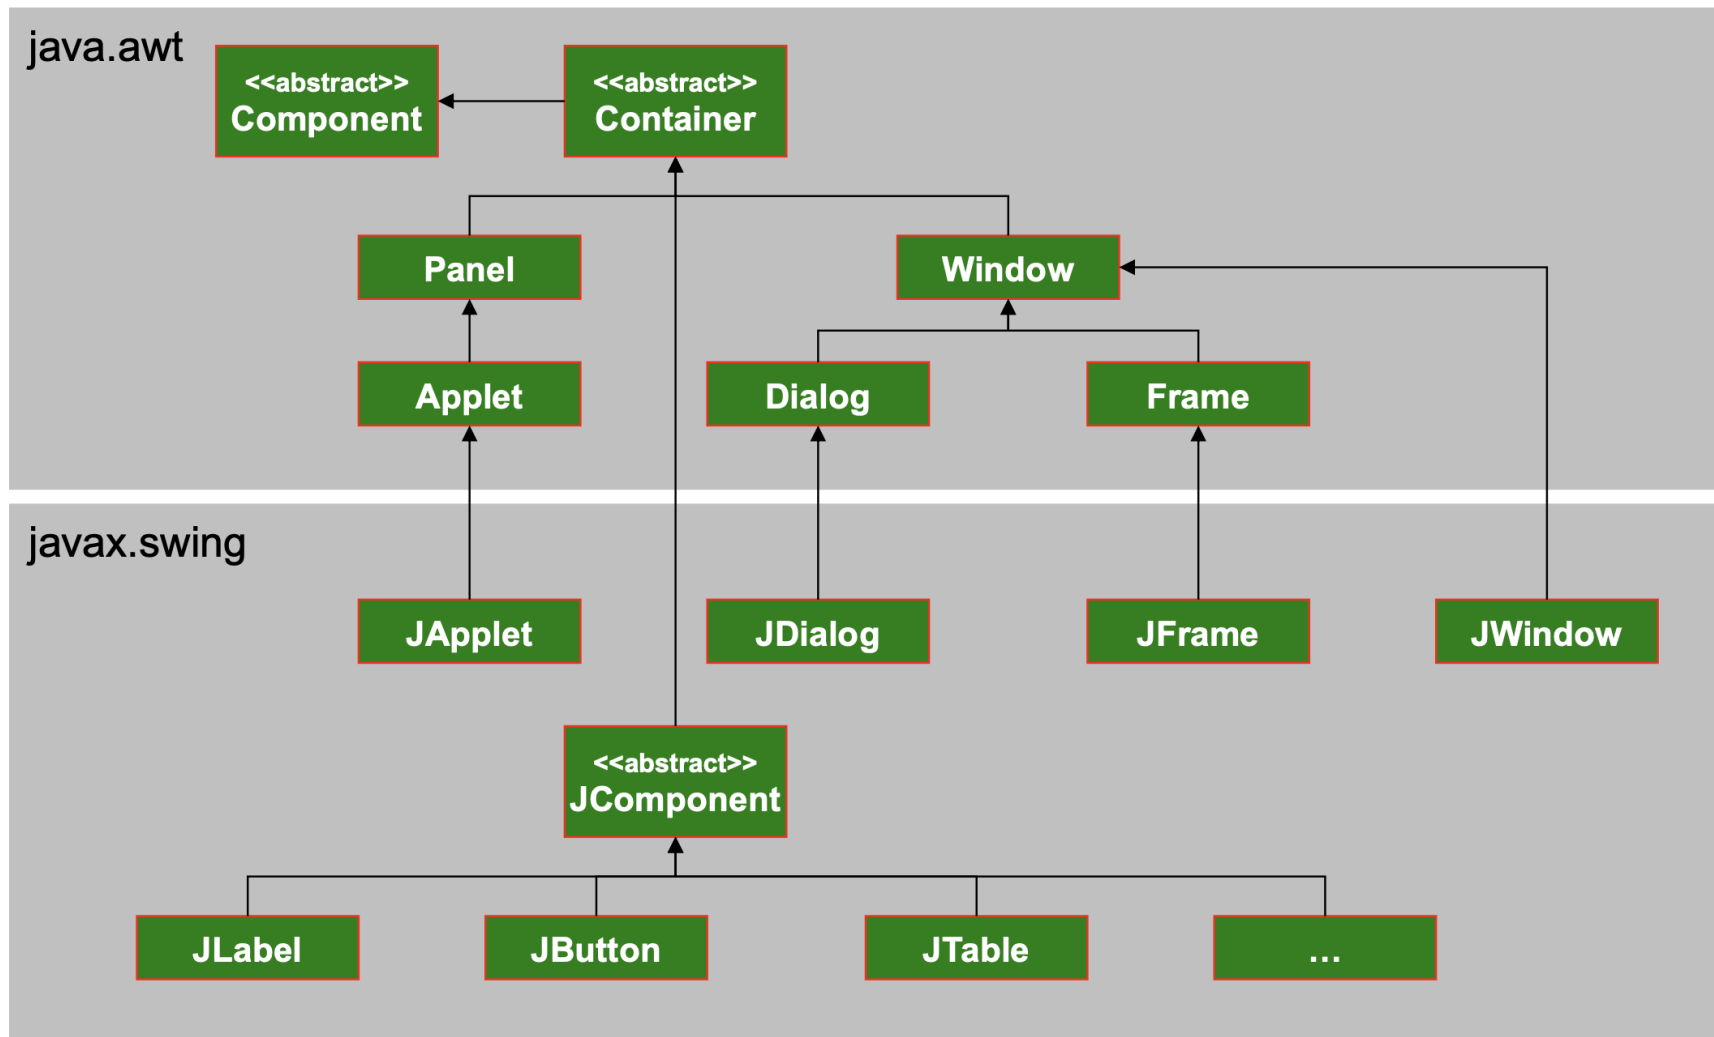 java.awt
<<abstract>>
Component
<<abstract>>
Container
Panel
Window
Applet
Dialog
Frame
javax.swing
JApplet
JDialog
JFrame
JWindow
<<abstract>>
JComponent
JLabel
JButton
JTable
...